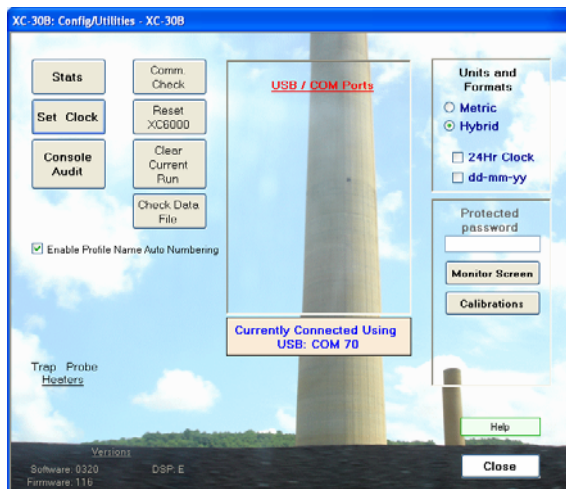 XC-30B: Config/Utilities - XC-30B
Stats
Set Clock
Console
Audit
Comm.
Check
Reset
XC6000
Clear
Current
Run
Check Data
File
Enable Profile Name Auto Numbering
USB / COM Ports
Currently Connected Using
USB: COM 70
Units and
Formats
Metric
Hybrid
24Hr Clock
dd-mm-yy
Protected
password
Monitor Screen
Calibrations
Trap Probe
Heaters
Versions
Software: 0320 DSP: E
Firmware: 116
Help
Close